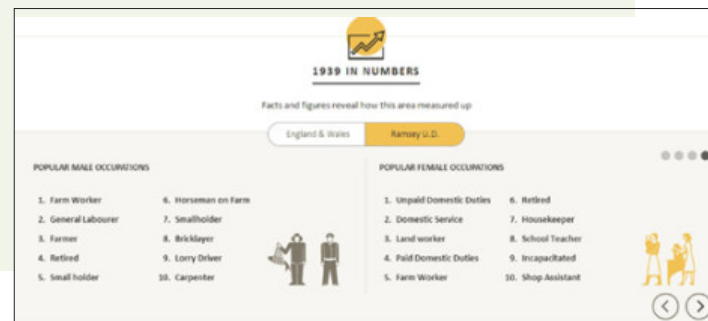 1939 IN NUMBERS
Facts and figures reveal how this area measured up
England & Wales
Ramsey U.D.
POPULAR MALE OCCUPATIONS
1. Farm Worker
2. General Labourer
3. Farmer
4. Retired
5. Small holder
6. Horseman on Farm
7. Smallholder
8. Bricklayer
9. Lorry Driver
10. Carpenter
POPULAR FEMALE OCCUPATIONS
1. Unpaid Domestic Duties
2. Domestic Service
3. Land worker
4. Paid Domestic Duties
5. Farm Worker
6. Retired
7. Housekeeper
8. School Teacher
9. Incapacitated
10. Shop Assistant